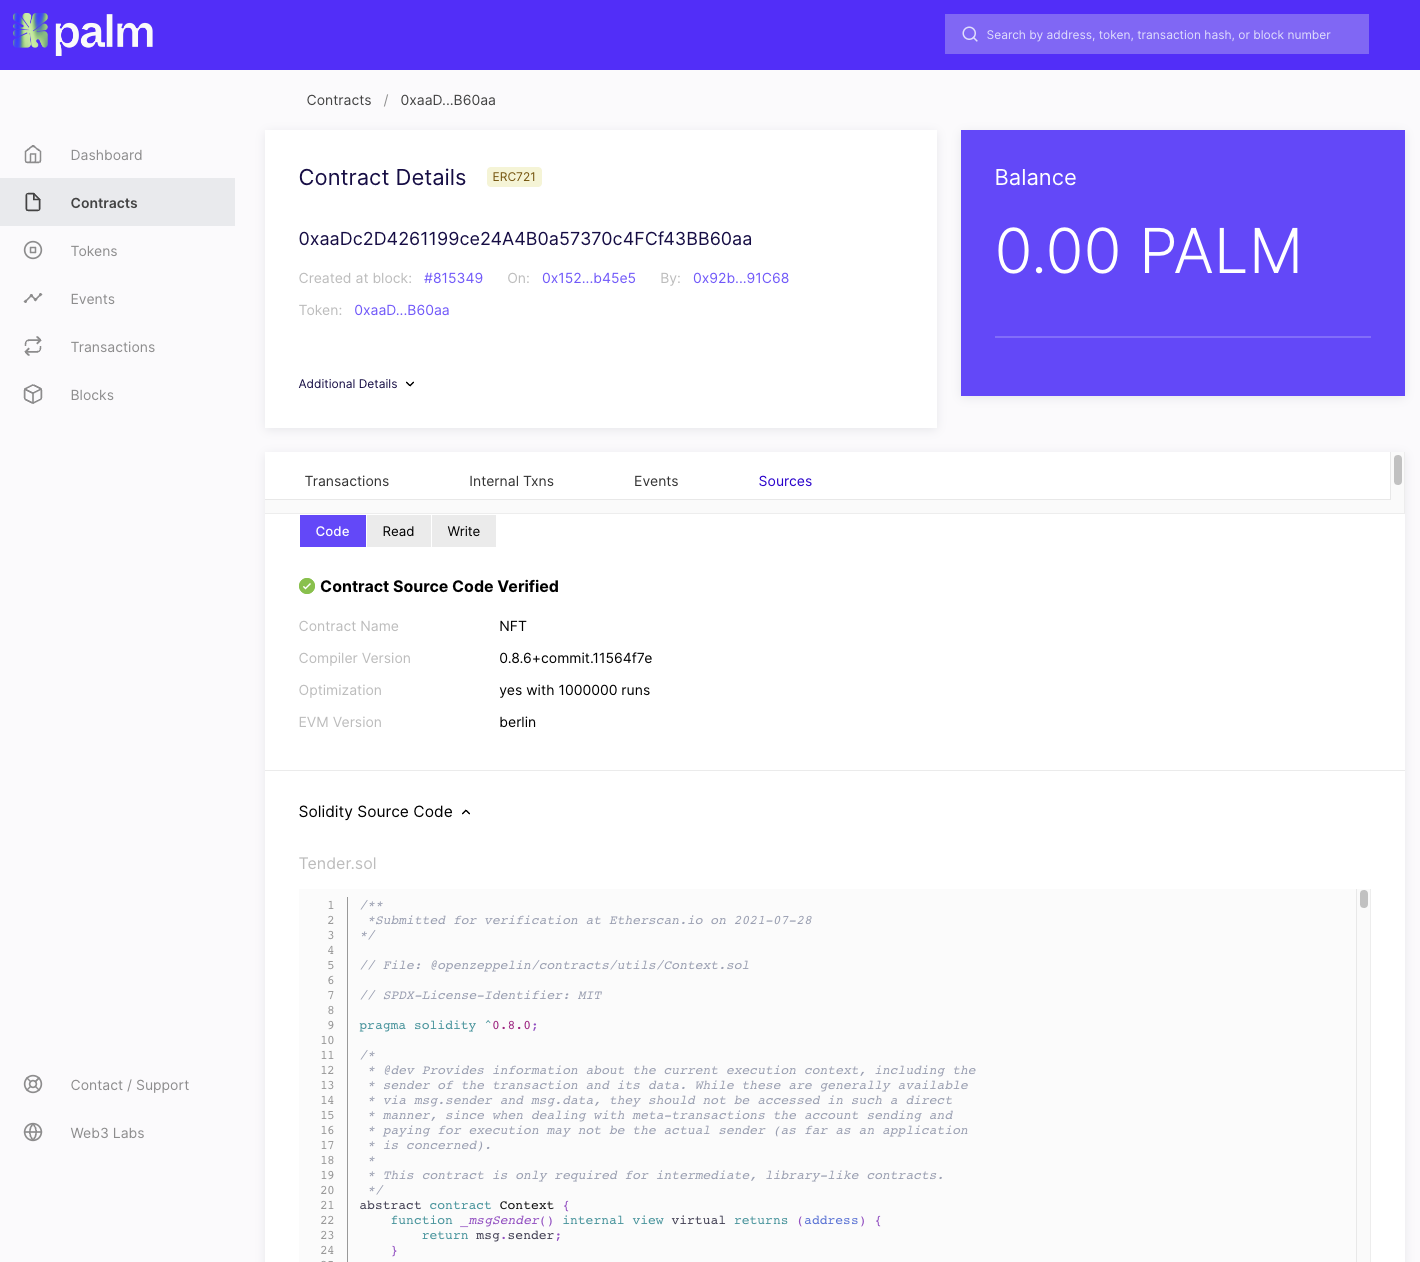 palm
Search by address, token, transaction hash, or block number
Contracts / 0xaaD...B60aa
Dashboard
Contracts
Tokens
Events
Transactions
Blocks
Contact / Support
Web3 Labs
Contract Details ERC721
0xaaDc2D4261199ce24A4B0a57370c4FCf43BB60aa
Created at block: #815349 On: 0x152...b45e5 By: 0x92b...91C68
Token: 0xaaD...B60aa
Additional Details
Balance
0.00 PALM
Transactions Internal Txns Events Sources
Code Read Write
Contract Source Code Verified
Contract Name NFT
Compiler Version 0.8.6+commit.11564f7e
Optimization yes with 1000000 runs
EVM Version berlin
Solidity Source Code
Tender.sol
1 /**
2 *Submitted for verification at Etherscan.io on 2021-07-28
3 */
4
5 // File: @openzeppelin/contracts/utils/Context.sol
6
7 // SPDX-License-Identifier: MIT
8
9 pragma solidity ^0.8.0;
10
11 /*
12 * @dev Provides information about the current execution context, including the
13 * sender of the transaction and its data. While these are generally available
14 * via msg.sender and msg.data, they should not be accessed in such a direct
15 * manner, since when dealing with meta-transactions the account sending and
16 * paying for execution may not be the actual sender (as far as an application
17 * is concerned).
18 *
19 * This contract is only required for intermediate, library-like contracts.
20 */
21 abstract contract Context {
22 function _msgSender() internal view virtual returns (address) {
23 return msg.sender;
24 }